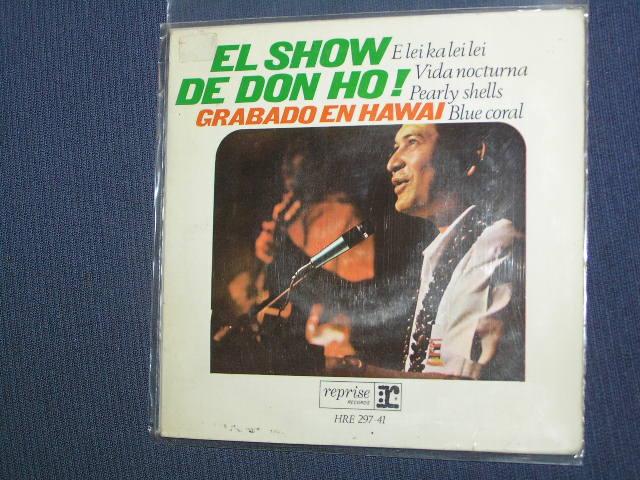 EL SHOW
DE DON HO!
GRABADO EN HAWAI
E lei ka lei lei
Vida nocturna
Pearly shells
Blue coral
reprise
RECORDS
r:
HRE 297-41